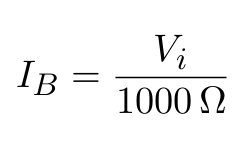 I_B = V_i / 1000 Ω